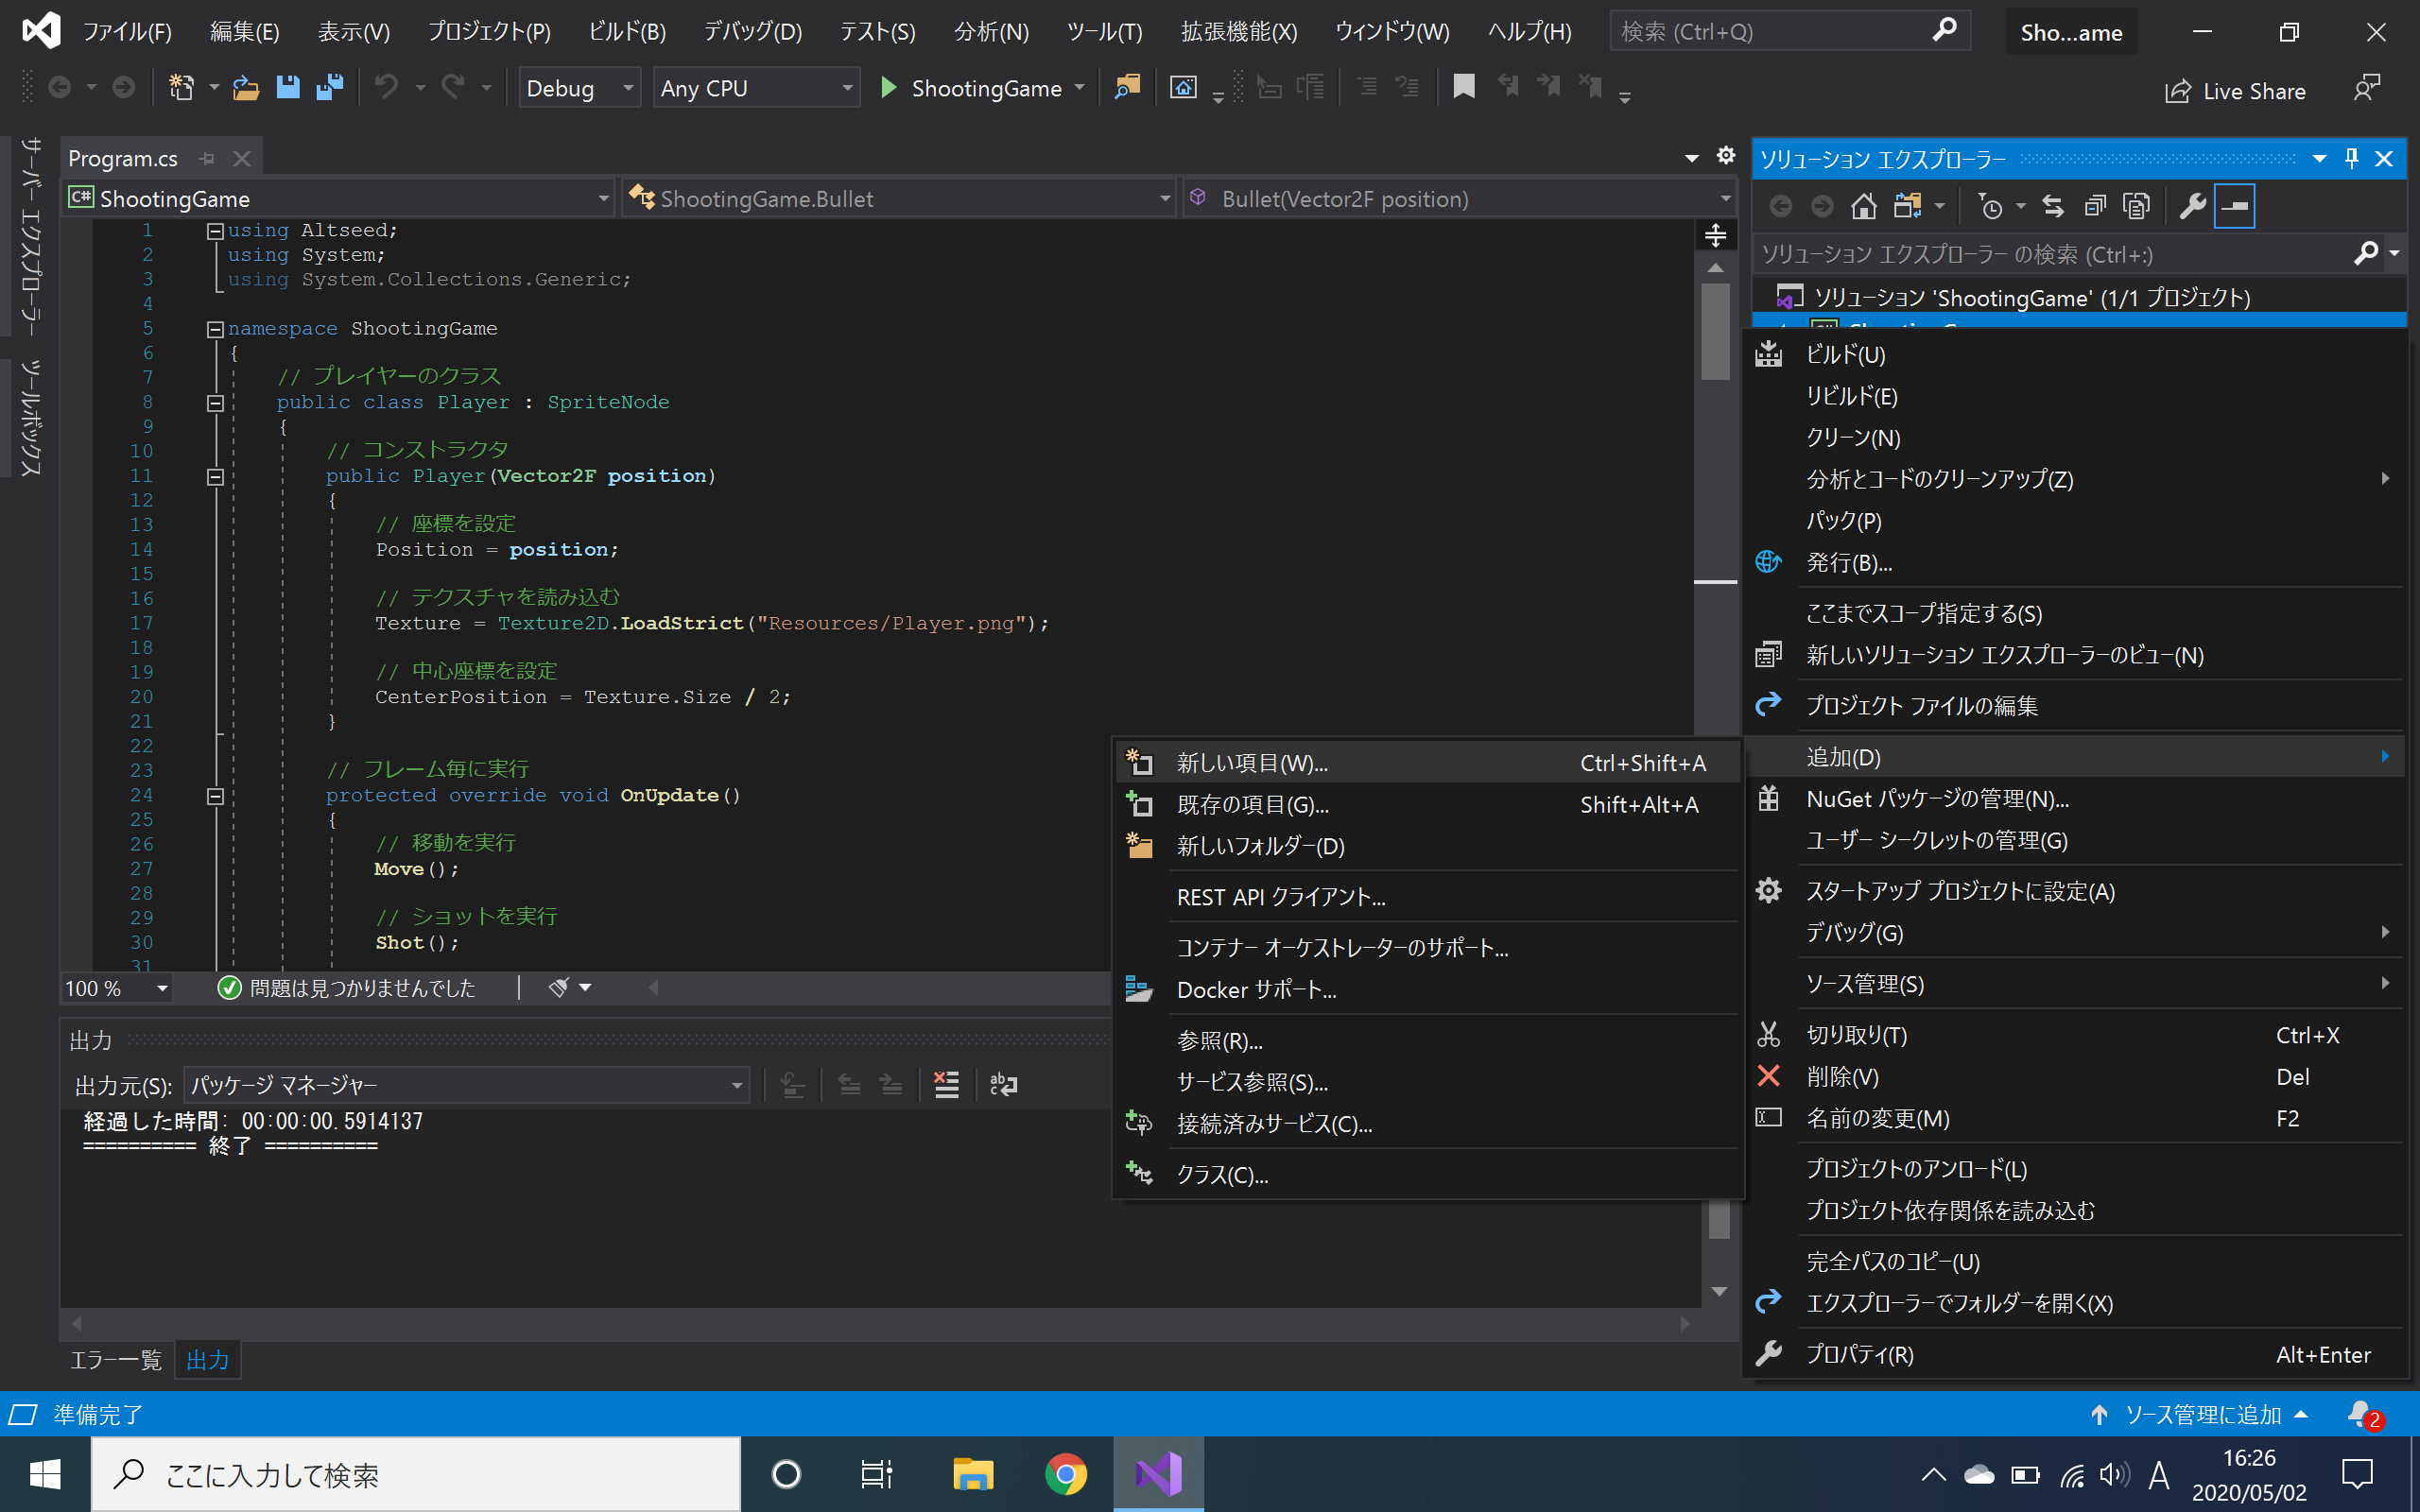 ファイル(F) 編集(E) 表示(V) プロジェクト(P) ビルド(B) デバッグ(D) テスト(S) 分析(N) ツール(T) 拡張機能(X) ウィンドウ(W) ヘルプ(H) 検索 (Ctrl+Q) Sho...ame
Debug Any CPU ShootingGame Live Share
サーバー エクスプローラー
ツールボックス
Program.cs
ShootingGame ShootingGame.Bullet Bullet(Vector2F position)
1 using Altseed;
2 using System;
3 using System.Collections.Generic;
4
5 namespace ShootingGame
6 {
7 // プレイヤーのクラス
8 public class Player : SpriteNode
9 {
10 // コンストラクタ
11 public Player(Vector2F position)
12 {
13 // 座標を設定
14 Position = position;
15
16 // テクスチャを読み込む
17 Texture = Texture2D.LoadStrict("Resources/Player.png");
18
19 // 中心座標を設定
20 CenterPosition = Texture.Size / 2;
21 }
22
23 // フレーム毎に実行
24 protected override void OnUpdate()
25 {
26 // 移動を実行
27 Move();
28
29 // ショットを実行
30 Shot();
31
100 % 問題は見つかりませんでした
出力
出力元(S): パッケージ マネージャー
経過した時間: 00:00:00.5914137
========== 終了 ==========
エラー一覧 出力
ソリューション エクスプローラー
ソリューション エクスプローラー の検索 (Ctrl+:)
ソリューション 'ShootingGame' (1/1 プロジェクト)
ビルド(U)
リビルド(E)
クリーン(N)
分析とコードのクリーンアップ(Z)
パック(P)
発行(B)...
ここまでスコープ指定する(S)
新しいソリューション エクスプローラーのビュー(N)
プロジェクト ファイルの編集
追加(D)
NuGet パッケージの管理(N)...
ユーザー シークレットの管理(G)
スタートアップ プロジェクトに設定(A)
デバッグ(G)
ソース管理(S)
切り取り(T) Ctrl+X
削除(V) Del
名前の変更(M) F2
プロジェクトのアンロード(L)
プロジェクト依存関係を読み込む
完全パスのコピー(U)
エクスプローラーでフォルダーを開く(X)
プロパティ(R) Alt+Enter
新しい項目(W)... Ctrl+Shift+A
既存の項目(G)... Shift+Alt+A
新しいフォルダー(D)
REST API クライアント...
コンテナー オーケストレーターのサポート...
Docker サポート...
参照(R)...
サービス参照(S)...
接続済みサービス(C)...
クラス(C)...
準備完了 ソース管理に追加 2
ここに入力して検索 A 16:26
2020/05/02